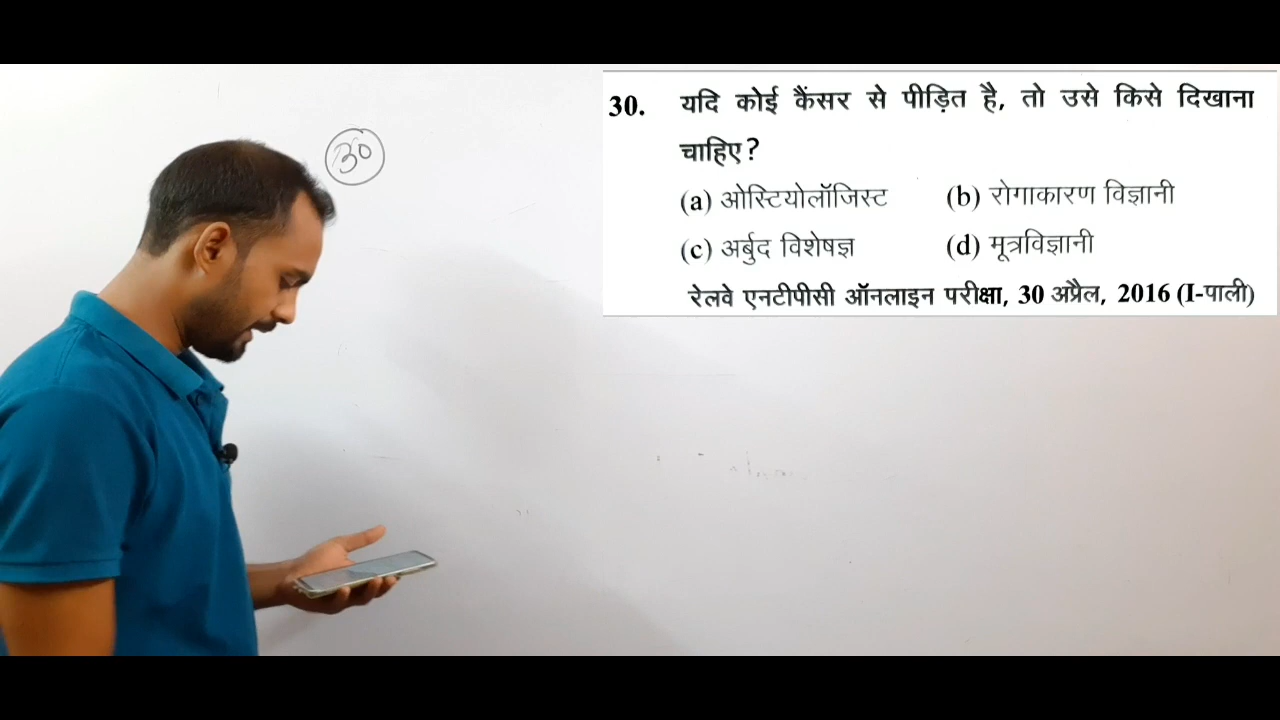 30
30. यदि कोई कैंसर से पीड़ित है, तो उसे किसे दिखाना
चाहिए?
(a) ओस्टियोलॉजिस्ट (b) रोगाकारण विज्ञानी
(c) अर्बुद विशेषज्ञ (d) मूत्रविज्ञानी
रेलवे एनटीपीसी ऑनलाइन परीक्षा, 30 अप्रैल, 2016 (I-पाली)